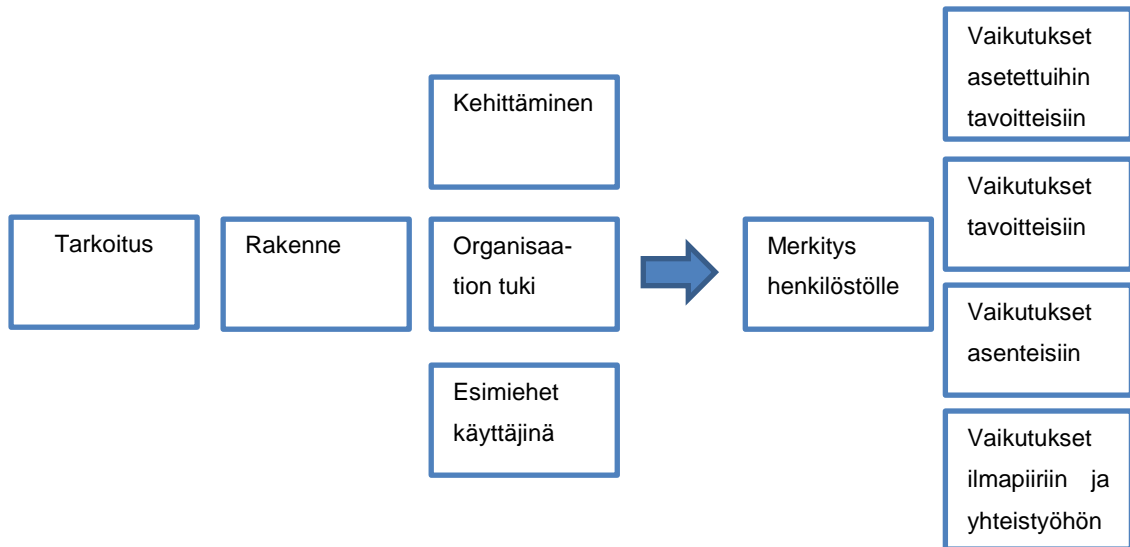 Tarkoitus
Rakenne
Kehittäminen
Organisaa-
tion tuki
Esimiehet
käyttäjinä
Merkitys
henkilöstölle
Vaikutukset
asetettuihin
tavoitteisiin
Vaikutukset
tavoitteisiin
Vaikutukset
asenteisiin
Vaikutukset
ilmapiiriin ja
yhteistyöhön